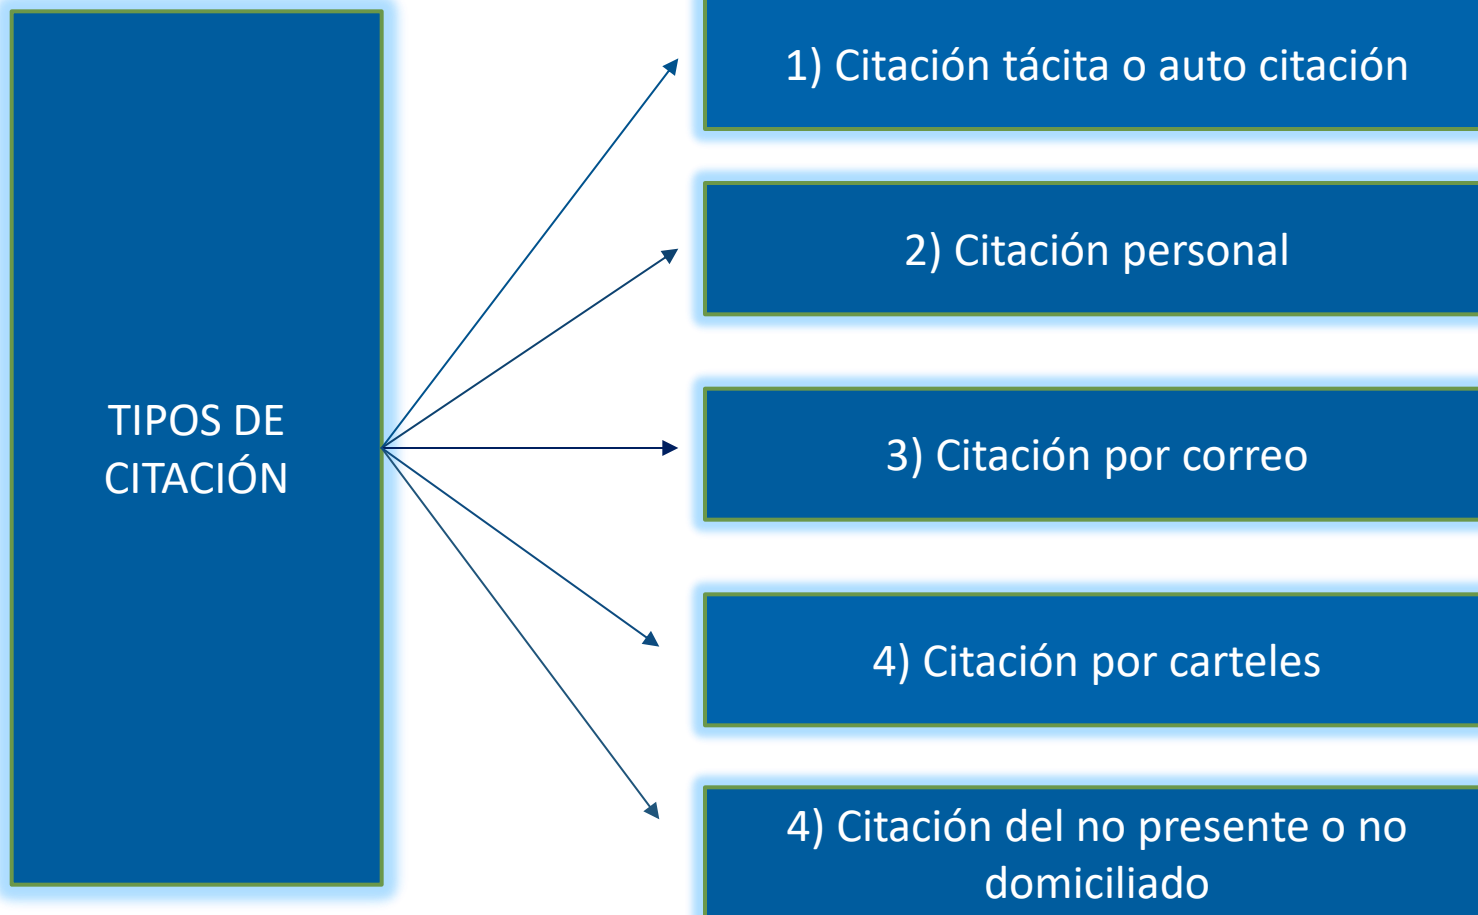 TIPOS DE
CITACIÓN
1) Citación tácita o auto citación
2) Citación personal
3) Citación por correo
4) Citación por carteles
4) Citación del no presente o no
domiciliado